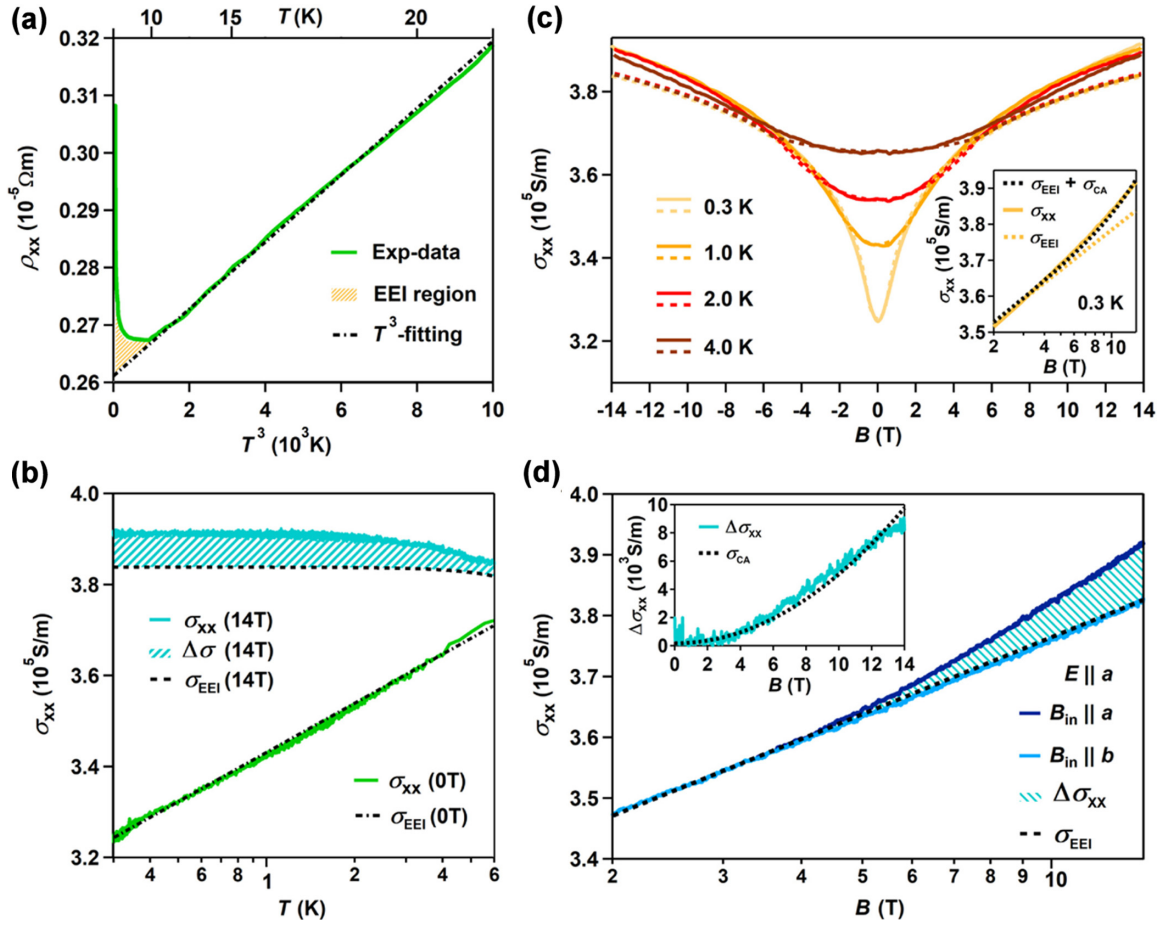 (a)
T (K)
10 15 20
0.32
0.31
0.30
0.29
0.28
0.27
0.26
ρxx (10⁻⁵ Ωm)
Exp-data
EEI region
T³-fitting
0 2 4 6 8 10
T³ (10³K)
(c)
3.8
3.6
3.4
3.2
σxx (10⁵S/m)
0.3 K
1.0 K
2.0 K
4.0 K
3.9
3.8
3.7
3.6
3.5
σxx (10⁵S/m)
σEEI + σCA
σxx
σEEI
0.3 K
2 4 6 8 10
B (T)
-14 -12 -10 -8 -6 -4 -2 0 2 4 6 8 10 12 14
B (T)
(b)
4.0
3.8
3.6
3.4
3.2
σxx (10⁵S/m)
σxx (14T)
Δσ (14T)
σEEI (14T)
σxx (0T)
σEEI (0T)
4 6 8 1 2 4 6
T (K)
(d)
4.0
3.9
3.8
3.7
3.6
3.5
3.4
σxx (10⁵S/m)
10
8
6
4
2
0
Δσxx (10³S/m)
Δσxx
σCA
0 2 4 6 8 10 12 14
B (T)
E || a
Bin || a
Bin || b
Δσxx
σEEI
2 3 4 5 6 7 8 9 10
B (T)